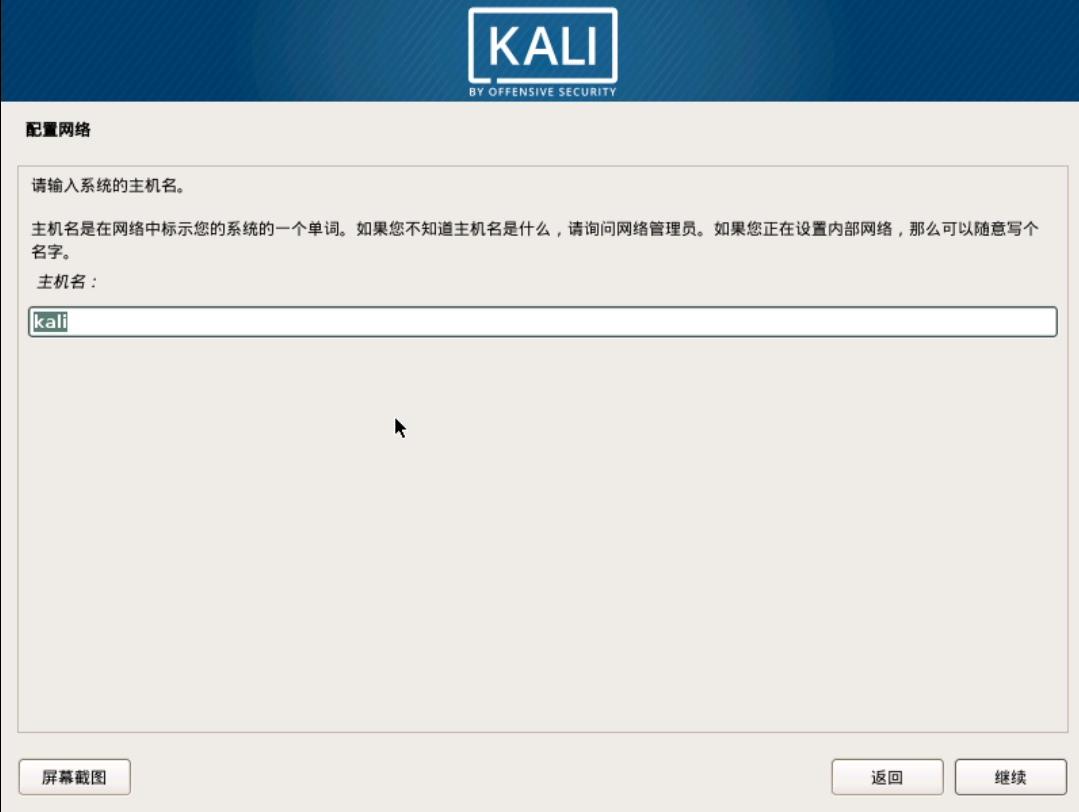 KALI
BY OFFENSIVE SECURITY
配置网络
请输入系统的主机名。
主机名是在网络中标示您的系统的一个单词。如果您不知道主机名是什么，请询问网络管理员。如果您正在设置内部网络，那么可以随意写个
名字。
主机名：
kali
屏幕截图
返回
继续